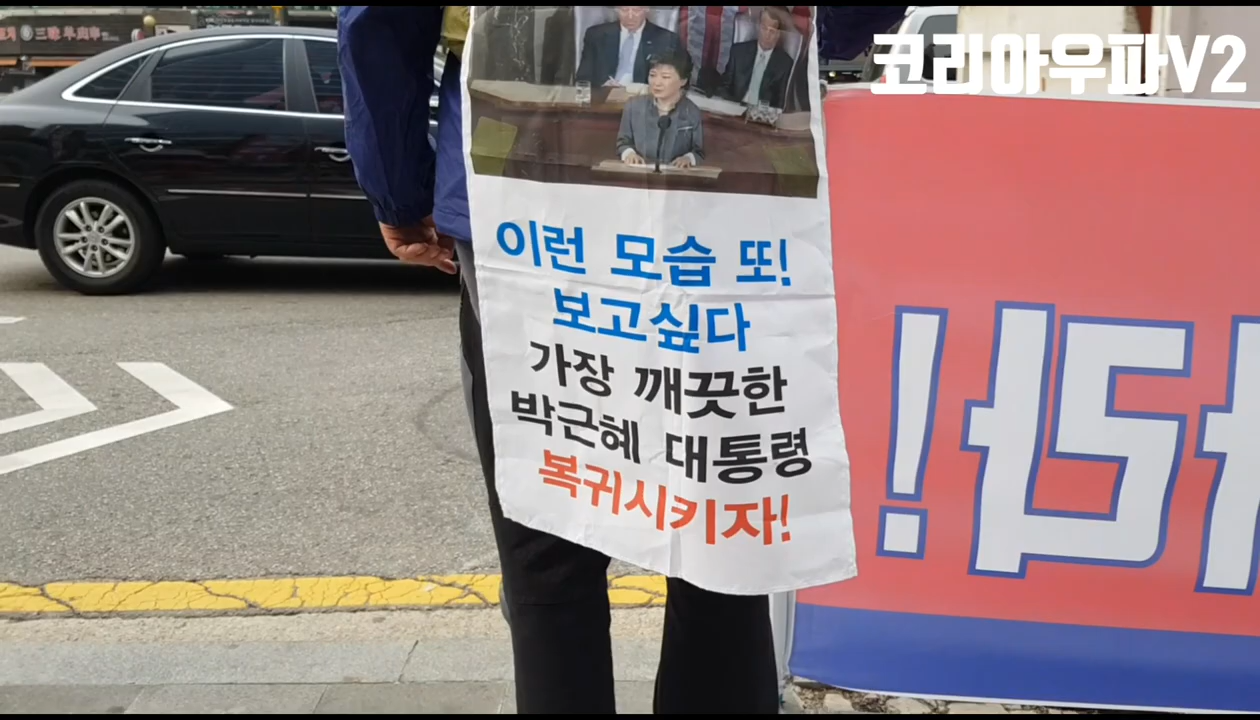 코리아우파V2
이런 모습 또!
보고싶다
가장 깨끗한
박근혜 대통령
복귀시키자!